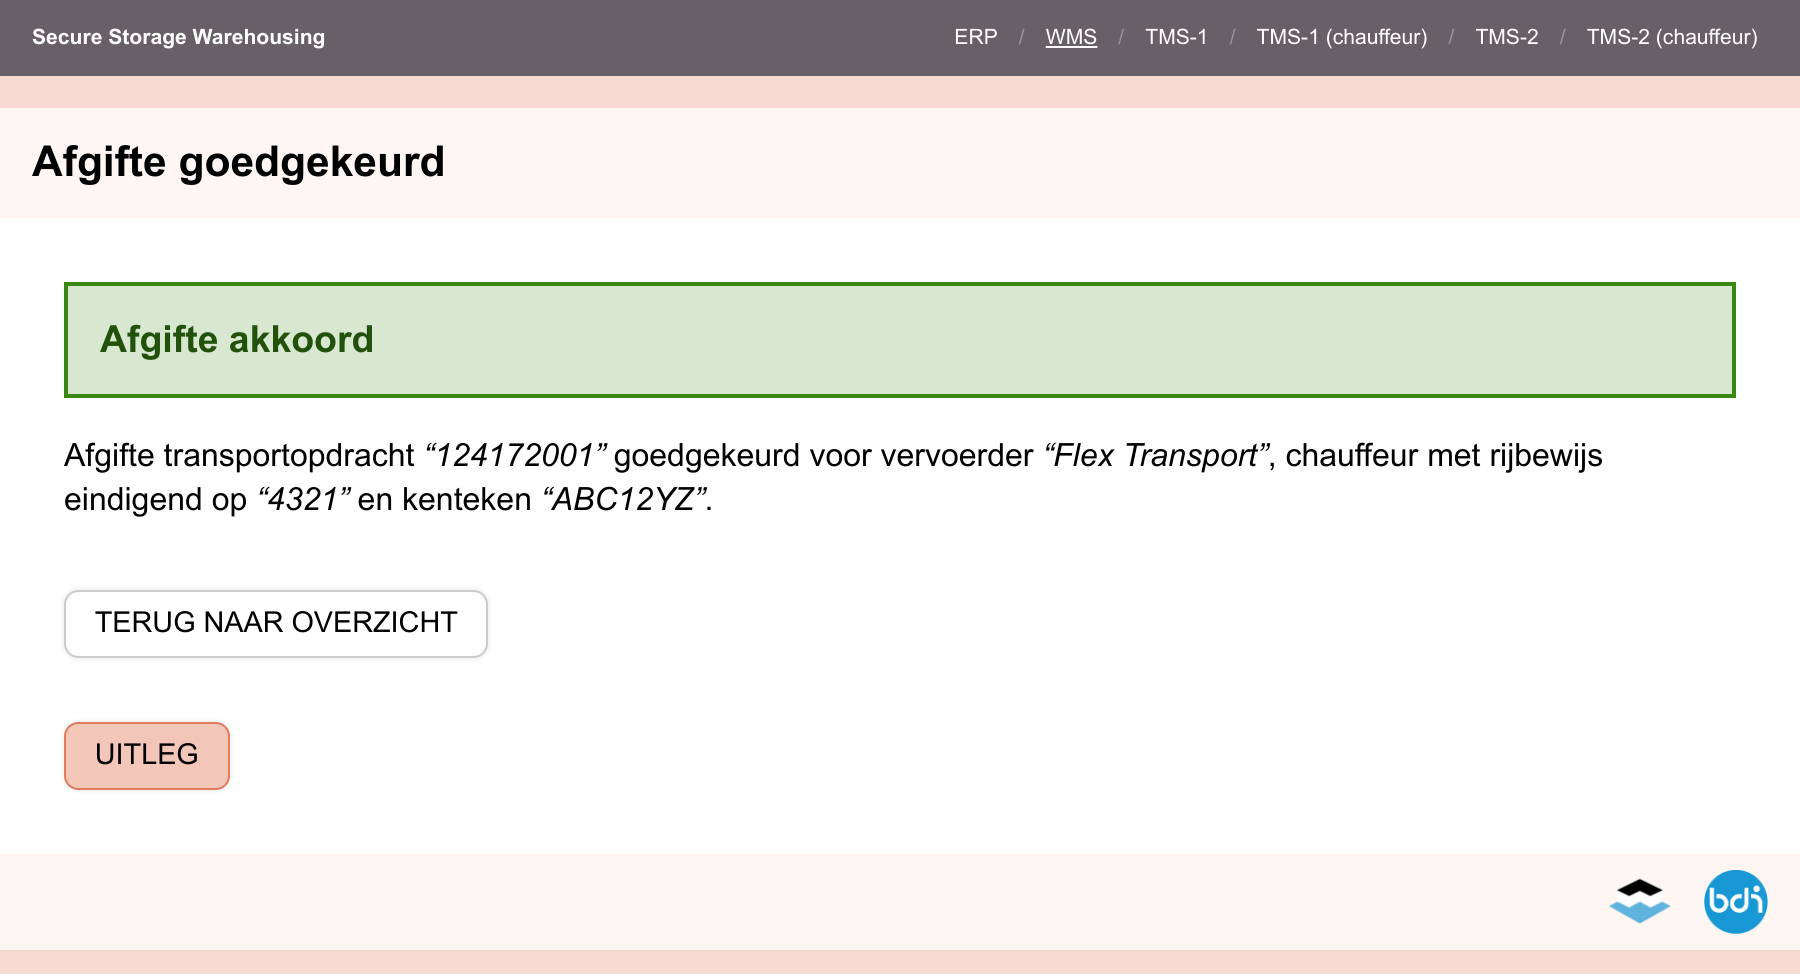 Secure Storage Warehousing
ERP / WMS / TMS-1 / TMS-1 (chauffeur) / TMS-2 / TMS-2 (chauffeur)
Afgifte goedgekeurd
Afgifte akkoord
Afgifte transportopdracht “124172001” goedgekeurd voor vervoerder “Flex Transport”, chauffeur met rijbewijs
eindigend op “4321” en kenteken “ABC12YZ”.
TERUG NAAR OVERZICHT
UITLEG
bdi